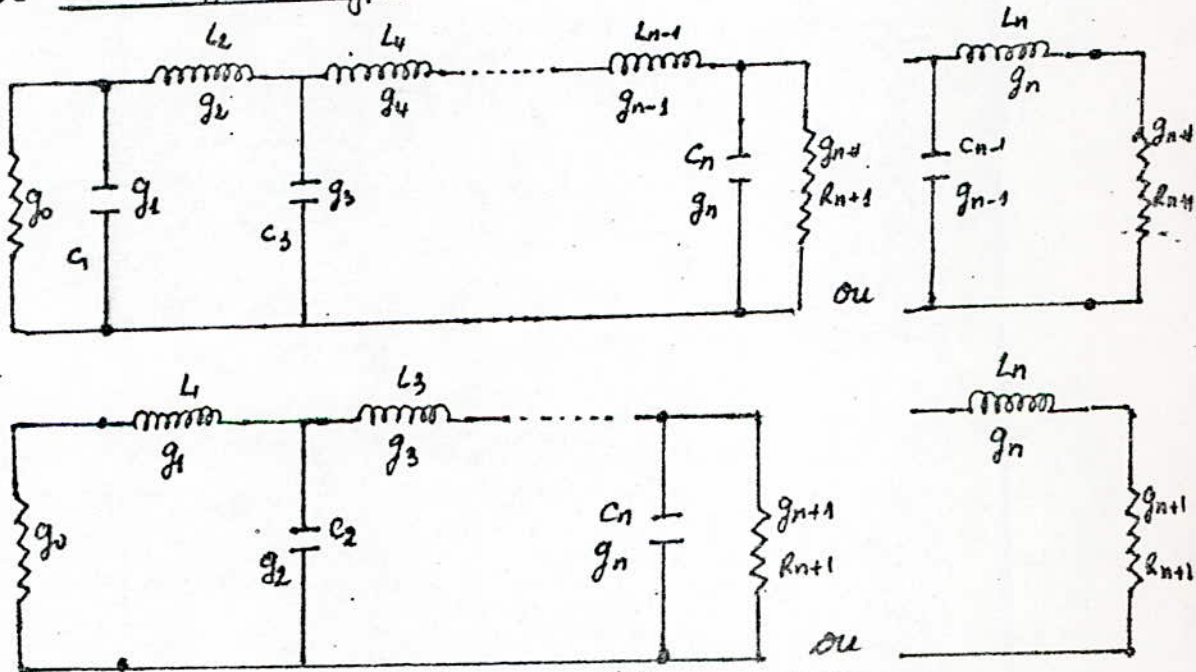 L2 L4 Ln-1 Ln
g2 g4 gn-1 gn
g0 g1 g3 Cn gn+1 Cn-1 gn+1
C1 C3 gn Rn+1 gn-1 Rn+1
ou
L1 L3 Ln
g1 g3 gn
g0 C2 Cn gn+1 gn+1
g2 gn Rn+1 Rn+1
ou